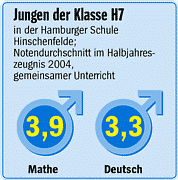 Jungen der Klasse H7
in der Hamburger Schule
Hinschenfelde;
Notendurchschnitt im Halbjahres-
zeugnis 2004,
gemeinsamer Unterricht
3,9 3,3
Mathe Deutsch